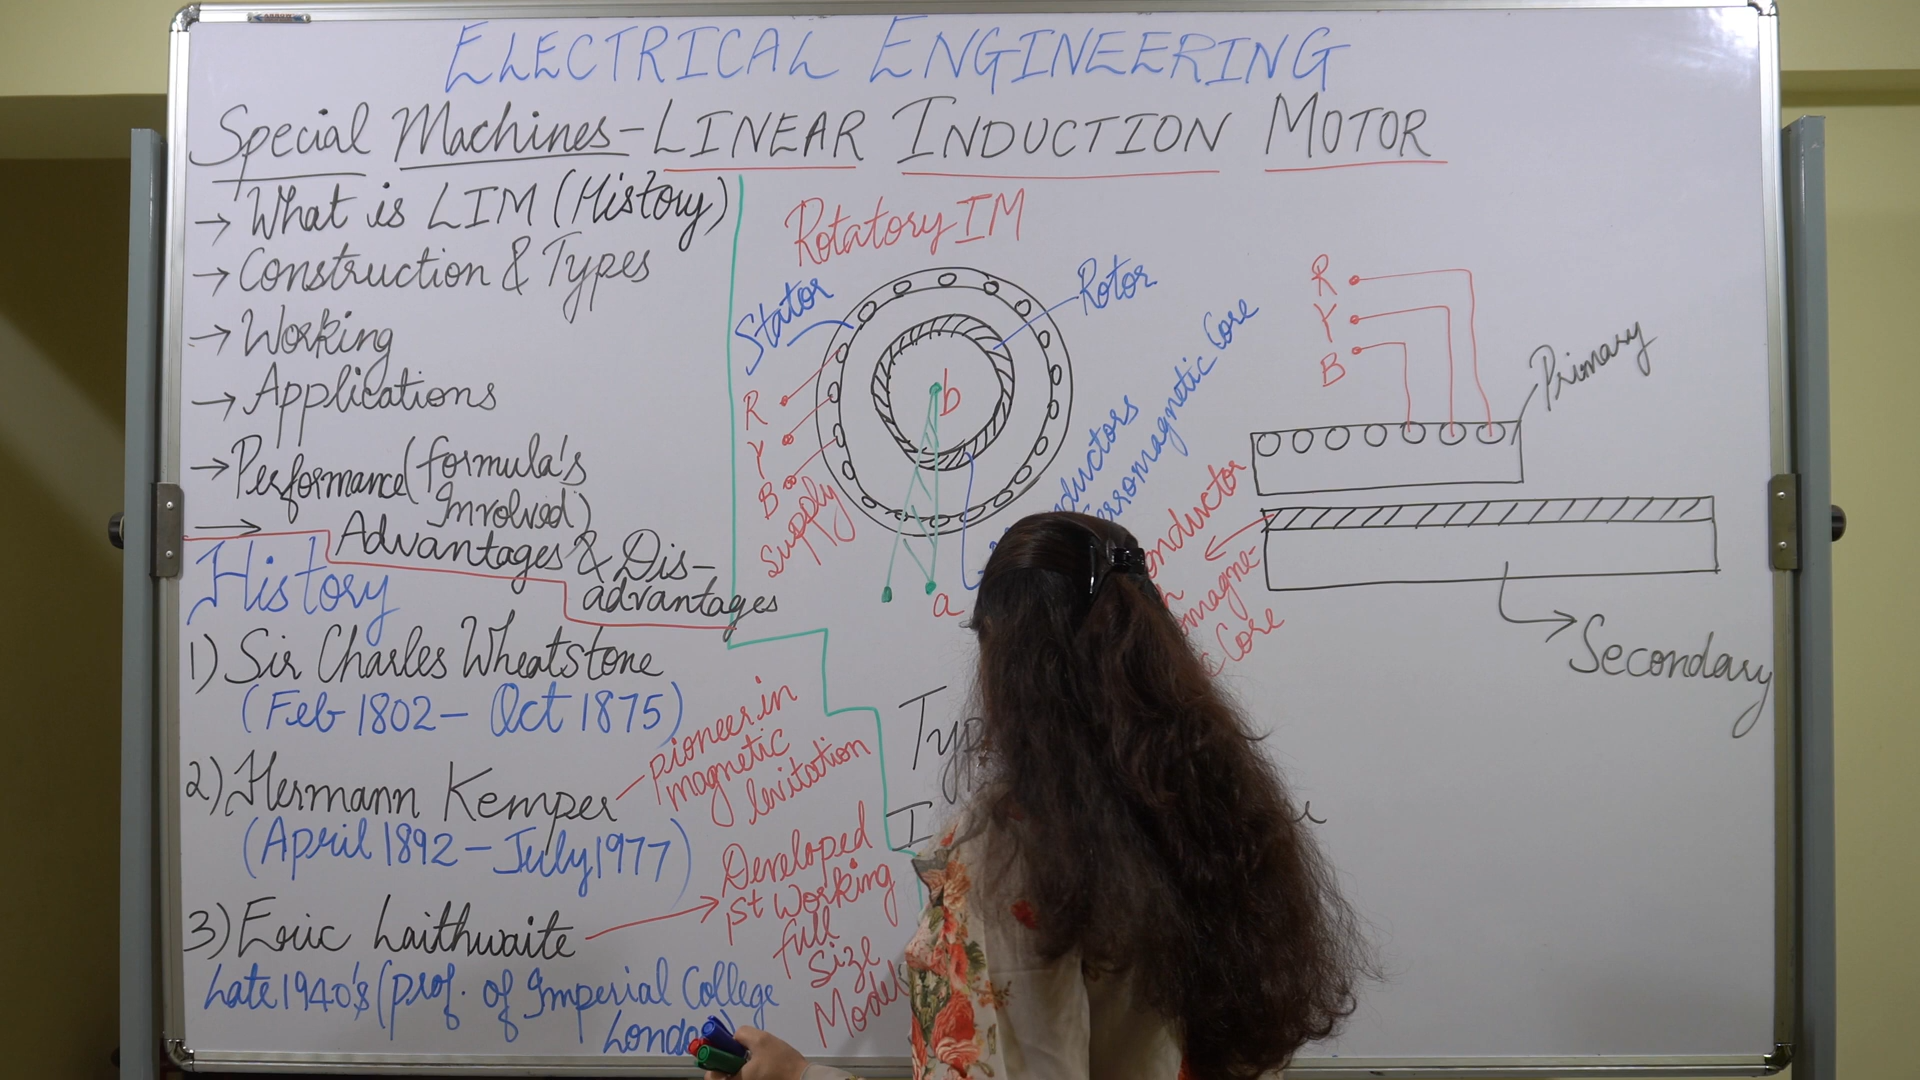 ELECTRICAL ENGINEERING
Special Machines - LINEAR INDUCTION MOTOR
→ What is LIM (History)
→ Construction & Types
→ Working
→ Applications
→ Performance (formula's
Involved)
→ Advantages & Dis-
advantages
History
1) Sir Charles Wheatstone
(Feb 1802 - Oct 1875)
2) Hermann Kemper
(April 1892 - July 1977)
pioneer in
magnetic
levitation
3) Eric Laithwaite
Late 1940's (prof. of Imperial College
London)
Developed
1st working
full
size
Model
Rotatory IM
Stator
Rotor
R
Y
B
Supply
b
a
Core
R
Y
B
Primary
Core
Secondary
I